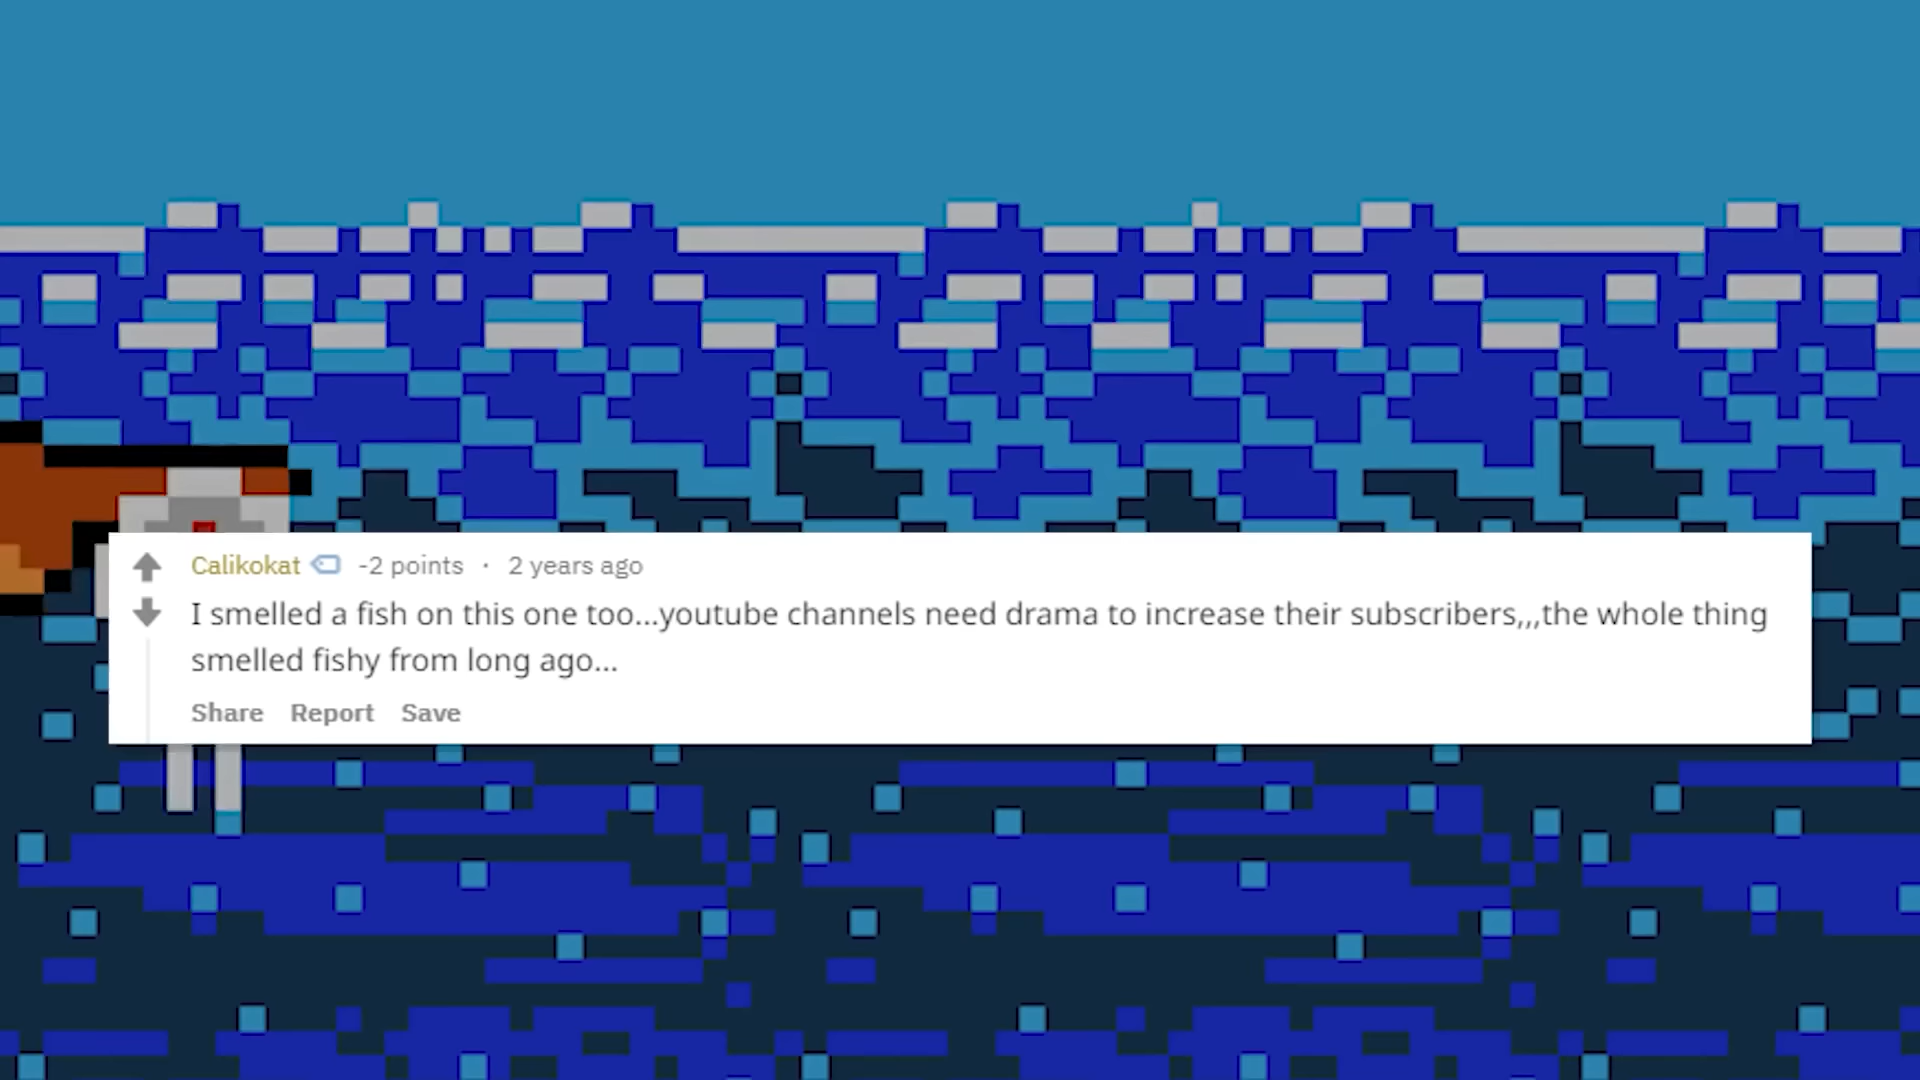 Calikokat -2 points · 2 years ago
I smelled a fish on this one too...youtube channels need drama to increase their subscribers,,,the whole thing
smelled fishy from long ago...
Share Report Save